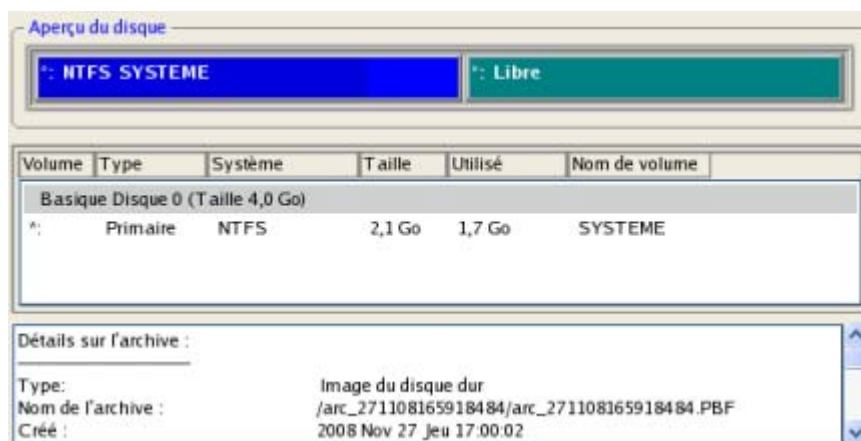 Aperçu du disque
*: NTFS SYSTEME
*: Libre
Volume Type Système Taille Utilisé Nom de volume
Basique Disque 0 (Taille 4,0 Go)
*: Primaire NTFS 2,1 Go 1,7 Go SYSTEME
Détails sur l'archive :
Type: Image du disque dur
Nom de l'archive : /arc_271108165918484/arc_271108165918484.PBF
Créé : 2008 Nov 27 Jeu 17:00:02